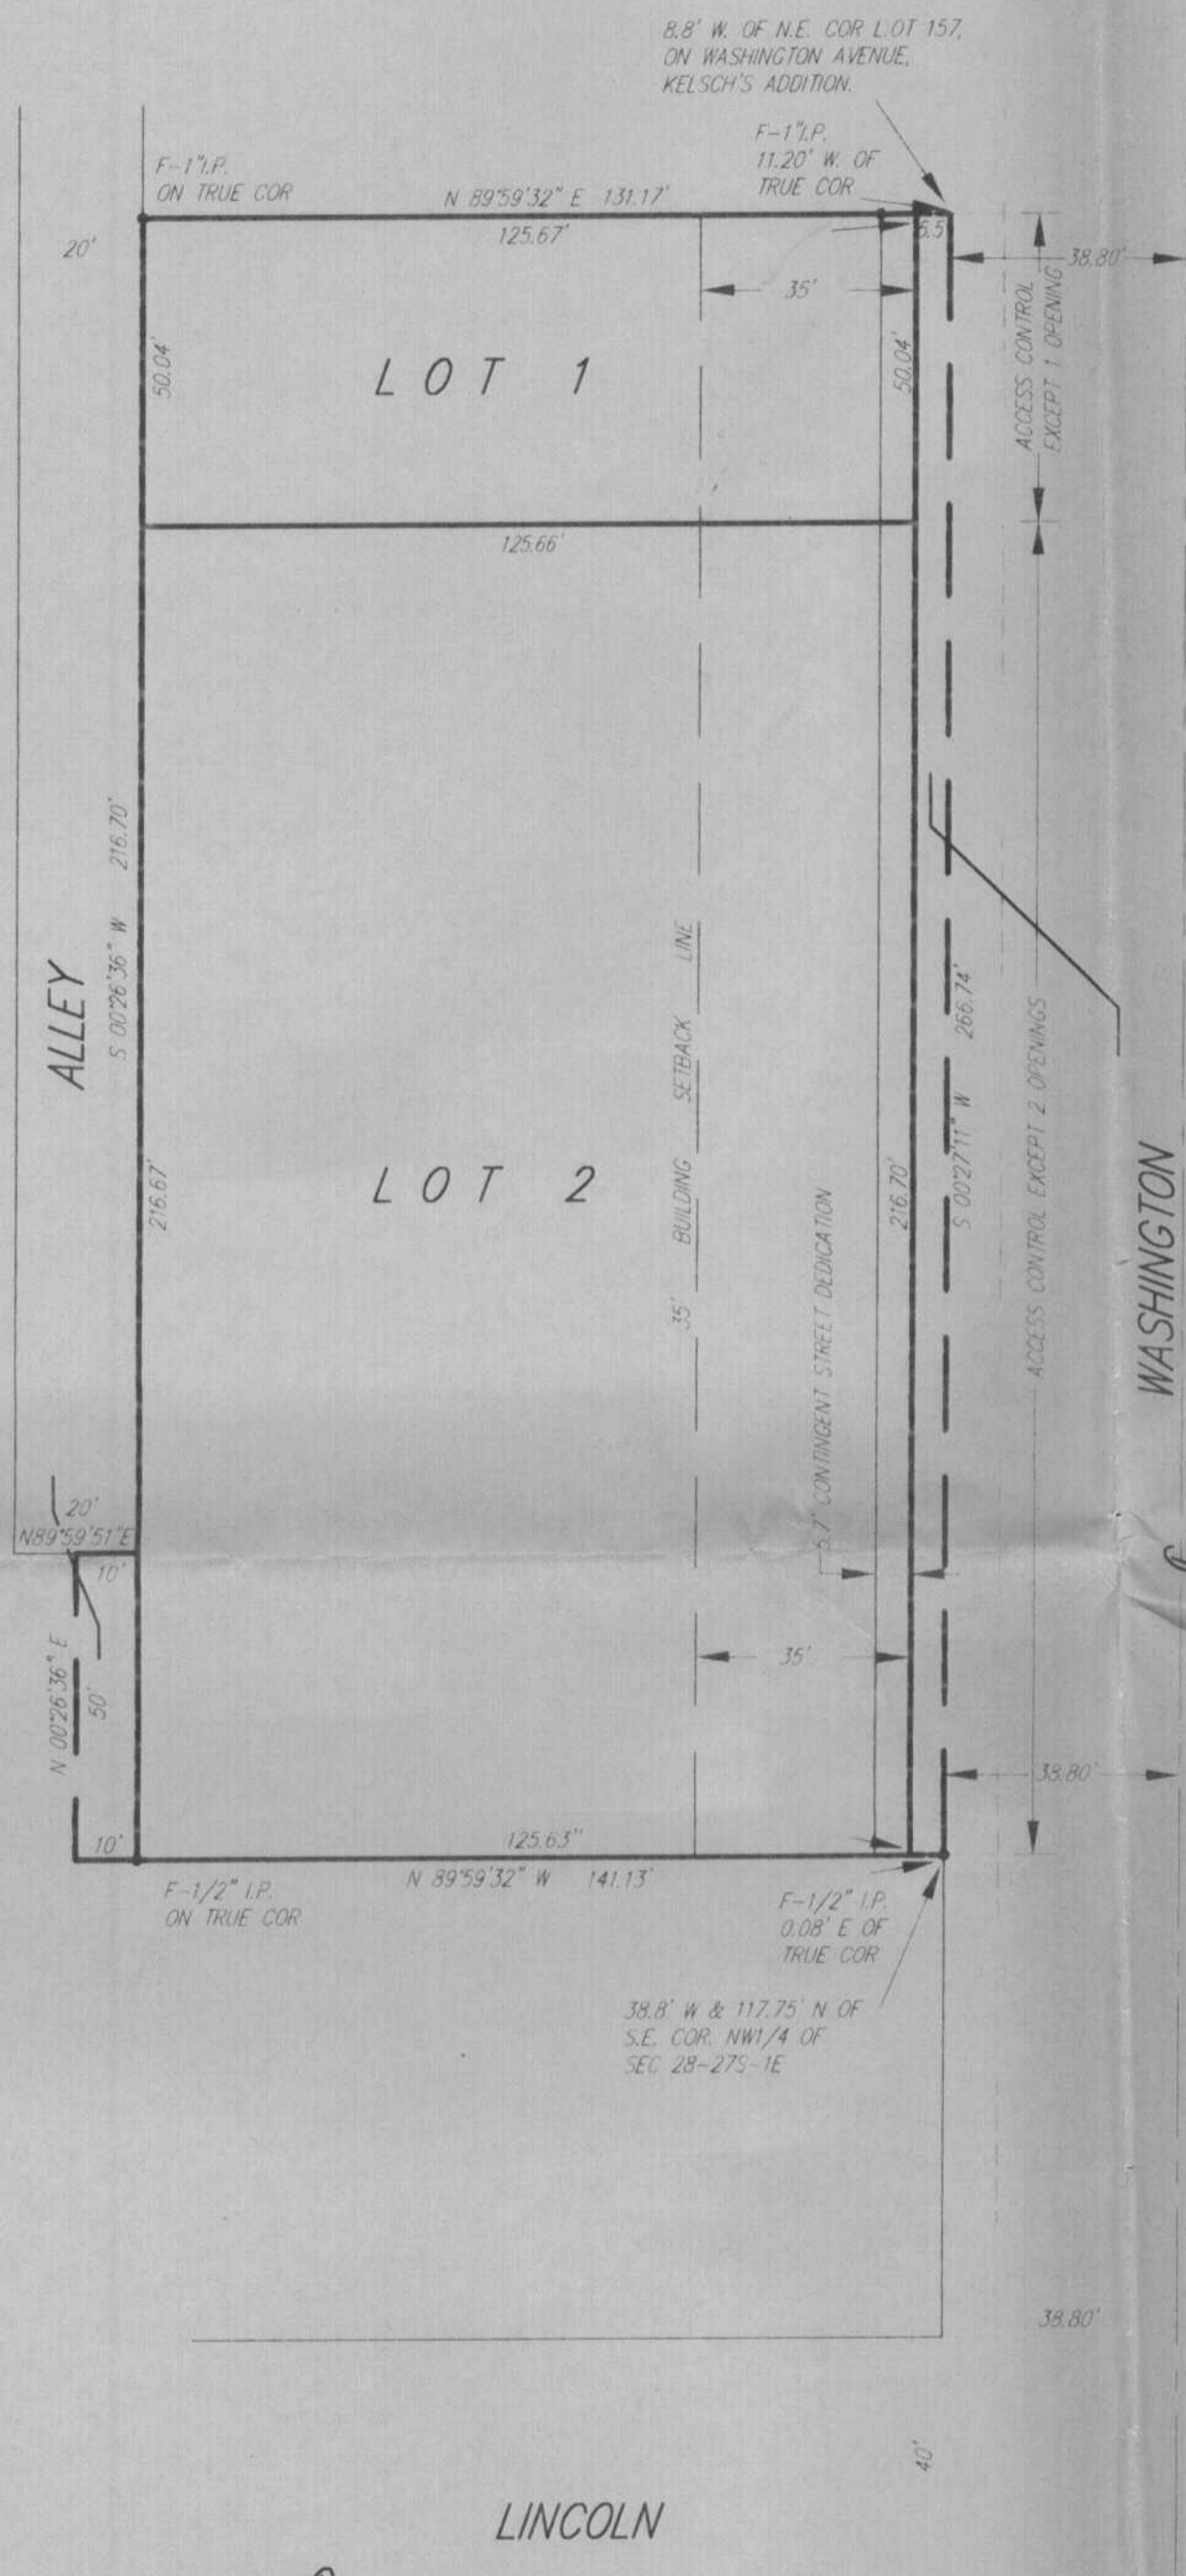 8.8' W. OF N.E. COR LOT 157,
ON WASHINGTON AVENUE,
KELSCH'S ADDITION.
F-1"I.P.
ON TRUE COR
F-1"I.P.
11.20' W. OF
TRUE COR
N 89°59'32" E 131.17'
125.67'
5.5
20'
38.80'
35'
ACCESS CONTROL
EXCEPT 1 OPENING
50.04'
LOT 1
50.04'
125.66'
S 00°26'36" W 216.70'
ALLEY
35' BUILDING SETBACK LINE
S 00°27'11" W 266.74'
ACCESS CONTROL EXCEPT 2 OPENINGS
216.67'
LOT 2
216.70'
5.7' CONTINGENT STREET DEDICATION
WASHINGTON
20'
N89°59'51"E
10'
N 00°26'36" E
50'
35'
38.80'
10'
125.63"
N 89°59'32" W 141.13'
F-1/2" I.P.
ON TRUE COR
F-1/2" I.P.
0.08' E OF
TRUE COR
38.8' W & 117.75' N OF
S.E. COR. NW1/4 OF
SEC 28-27S-1E
38.80'
40'
LINCOLN